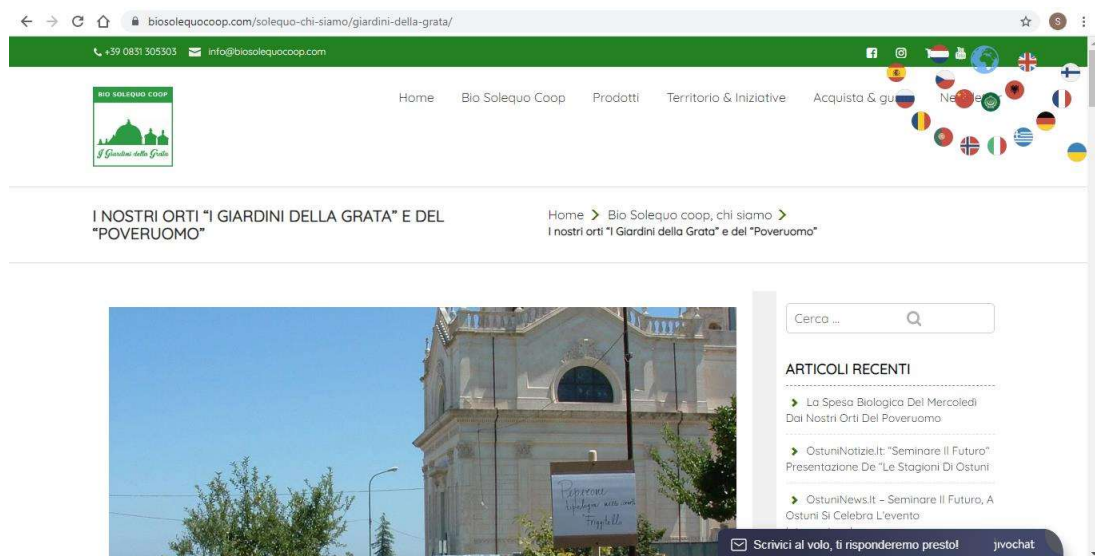 biosolequocoop.com/solequo-chi-siamo/giardini-della-grata/
S
+39 0831 305303
info@biosolequocoop.com
BIO SOLEQUO COOP
I Giardini della Grata
Home Bio Solequo Coop Prodotti Territorio & Iniziative Acquista &
I NOSTRI ORTI “I GIARDINI DELLA GRATA” E DEL
“POVERUOMO”
Home > Bio Solequo coop, chi siamo >
I nostri orti “I Giardini della Grata” e del “Poveruomo”
Cerca ...
ARTICOLI RECENTI
La Spesa Biologica Del Mercoledì
Dai Nostri Orti Del Poveruomo
OstuniNotizie.It: “Seminare Il Futuro”
Presentazione De “Le Stagioni Di Ostuni
OstuniNews.It – Seminare Il Futuro, A
Ostuni Si Celebra L’evento
Peperone
Scrivici al volo, ti risponderemo presto! jivochat